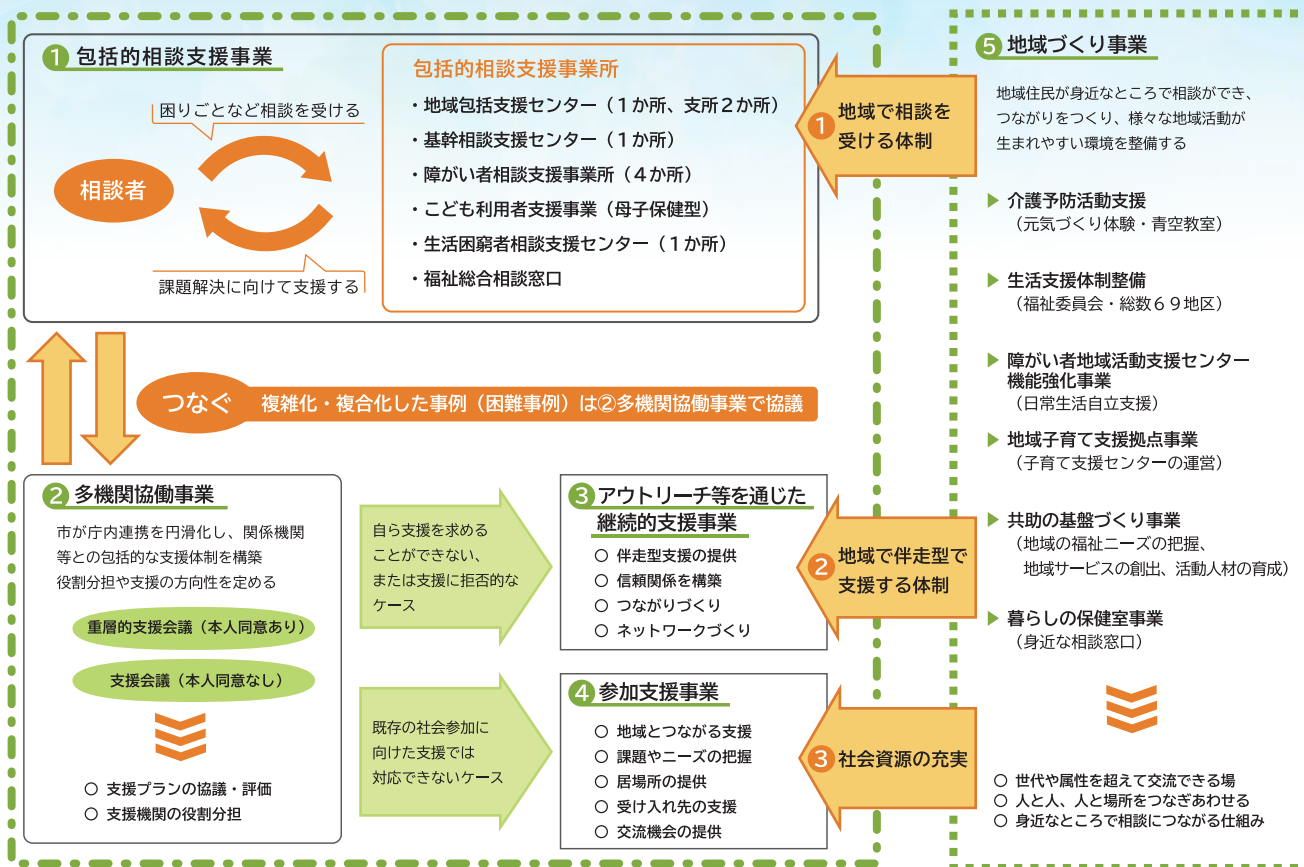 ❶ 包括的相談支援事業
困りごとなど相談を受ける
相談者
課題解決に向けて支援する
包括的相談支援事業所
・地域包括支援センター（１か所、支所２か所）
・基幹相談支援センター（１か所）
・障がい者相談支援事業所（４か所）
・こども利用者支援事業（母子保健型）
・生活困窮者相談支援センター（１か所）
・福祉総合相談窓口
❶ 地域で相談を
受ける体制
つなぐ 複雑化・複合化した事例（困難事例）は②多機関協働事業で協議
❷ 多機関協働事業
市が庁内連携を円滑化し、関係機関
等との包括的な支援体制を構築
役割分担や支援の方向性を定める
重層的支援会議（本人同意あり）
支援会議（本人同意なし）
○ 支援プランの協議・評価
○ 支援機関の役割分担
自ら支援を求める
ことができない、
または支援に拒否的な
ケース
❸ アウトリーチ等を通じた
継続的支援事業
○ 伴走型支援の提供
○ 信頼関係を構築
○ つながりづくり
○ ネットワークづくり
❷ 地域で伴走型で
支援する体制
既存の社会参加に
向けた支援では
対応できないケース
❹ 参加支援事業
○ 地域とつながる支援
○ 課題やニーズの把握
○ 居場所の提供
○ 受け入れ先の支援
○ 交流機会の提供
❸ 社会資源の充実
❺ 地域づくり事業
地域住民が身近なところで相談ができ、
つながりをつくり、様々な地域活動が
生まれやすい環境を整備する
▶ 介護予防活動支援
（元気づくり体験・青空教室）
▶ 生活支援体制整備
（福祉委員会・総数６９地区）
▶ 障がい者地域活動支援センター
機能強化事業
（日常生活自立支援）
▶ 地域子育て支援拠点事業
（子育て支援センターの運営）
▶ 共助の基盤づくり事業
（地域の福祉ニーズの把握、
地域サービスの創出、活動人材の育成）
▶ 暮らしの保健室事業
（身近な相談窓口）
○ 世代や属性を超えて交流できる場
○ 人と人、人と場所をつなぎあわせる
○ 身近なところで相談につながる仕組み